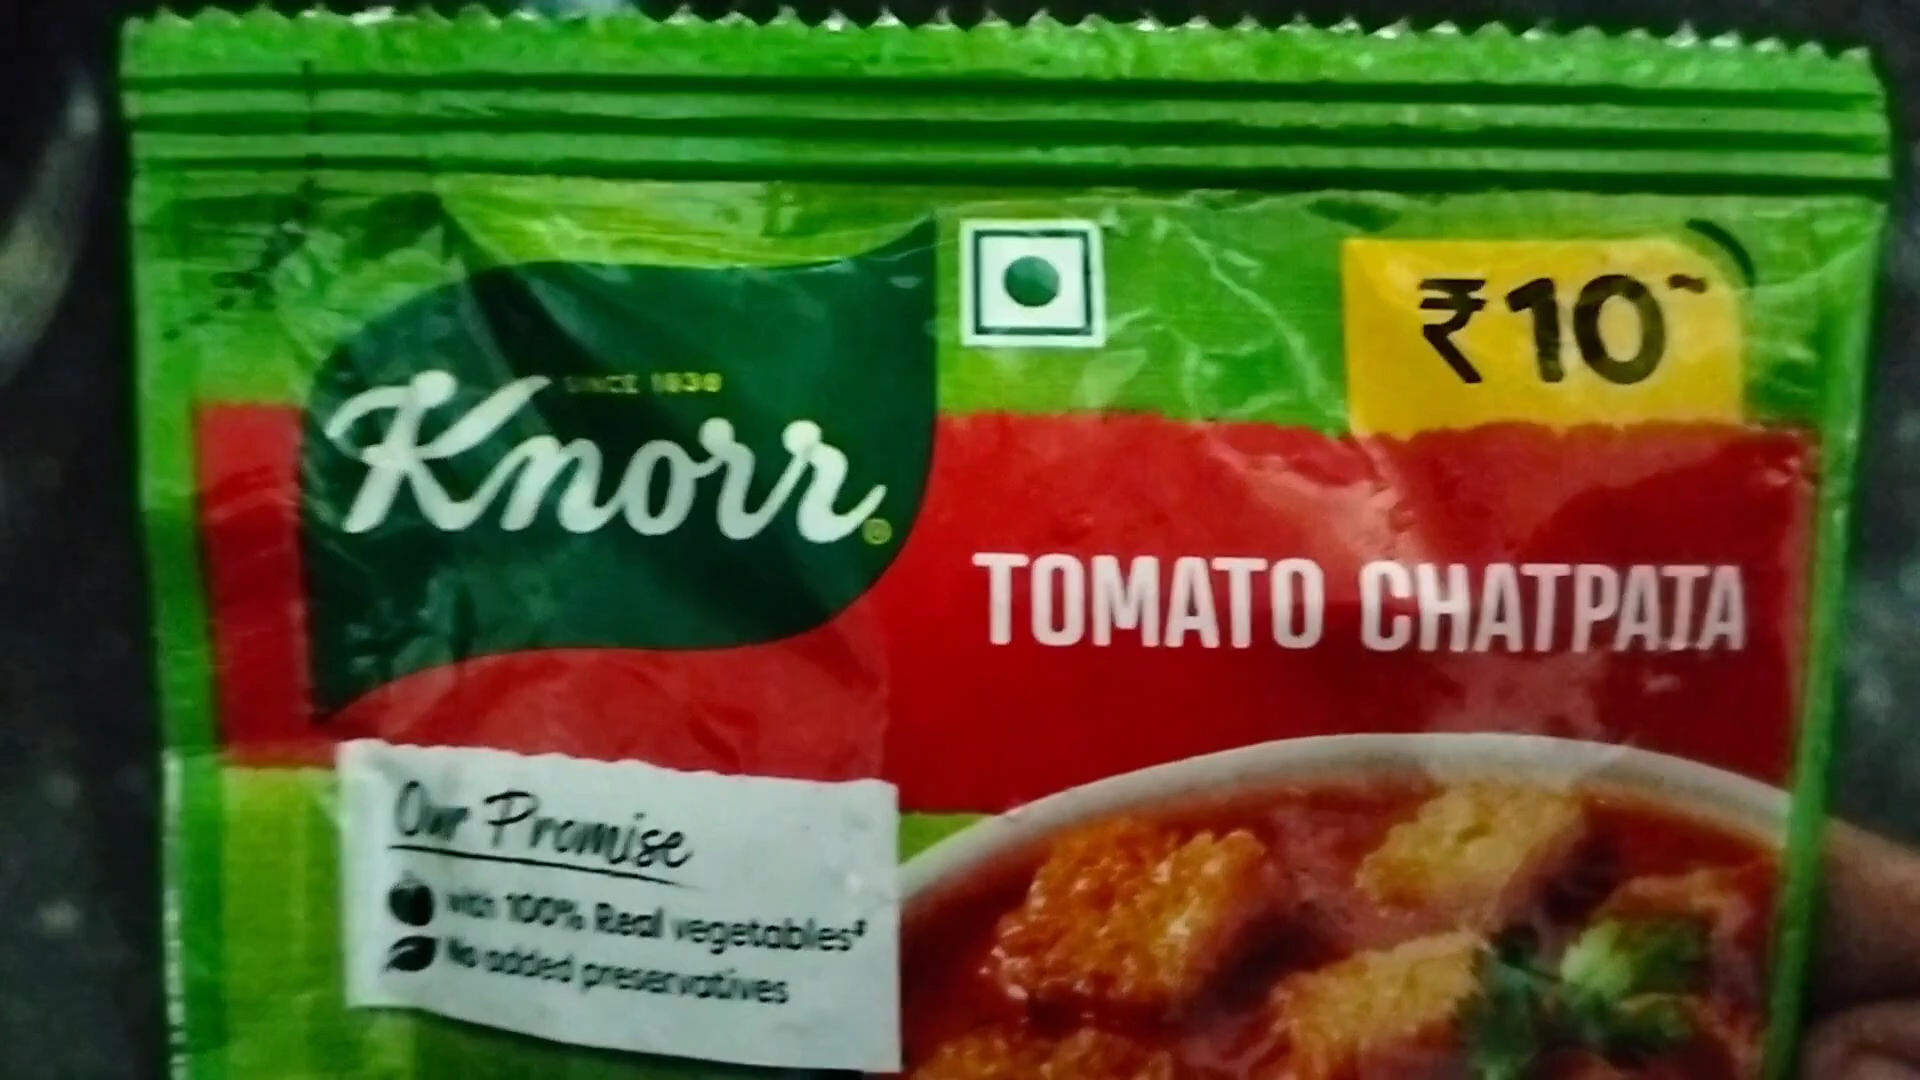 SINCE 1838
Knorr®
₹10~
TOMATO CHATPATA
Our Promise
with 100% Real vegetables#
No added preservatives